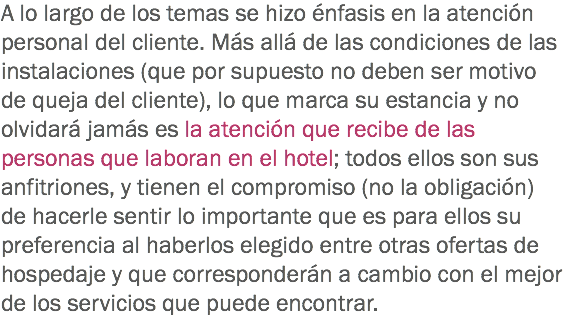 A lo largo de los temas se hizo énfasis en la atención
personal del cliente. Más allá de las condiciones de las
instalaciones (que por supuesto no deben ser motivo
de queja del cliente), lo que marca su estancia y no
olvidará jamás es la atención que recibe de las
personas que laboran en el hotel; todos ellos son sus
anfitriones, y tienen el compromiso (no la obligación)
de hacerle sentir lo importante que es para ellos su
preferencia al haberlos elegido entre otras ofertas de
hospedaje y que corresponderán a cambio con el mejor
de los servicios que puede encontrar.